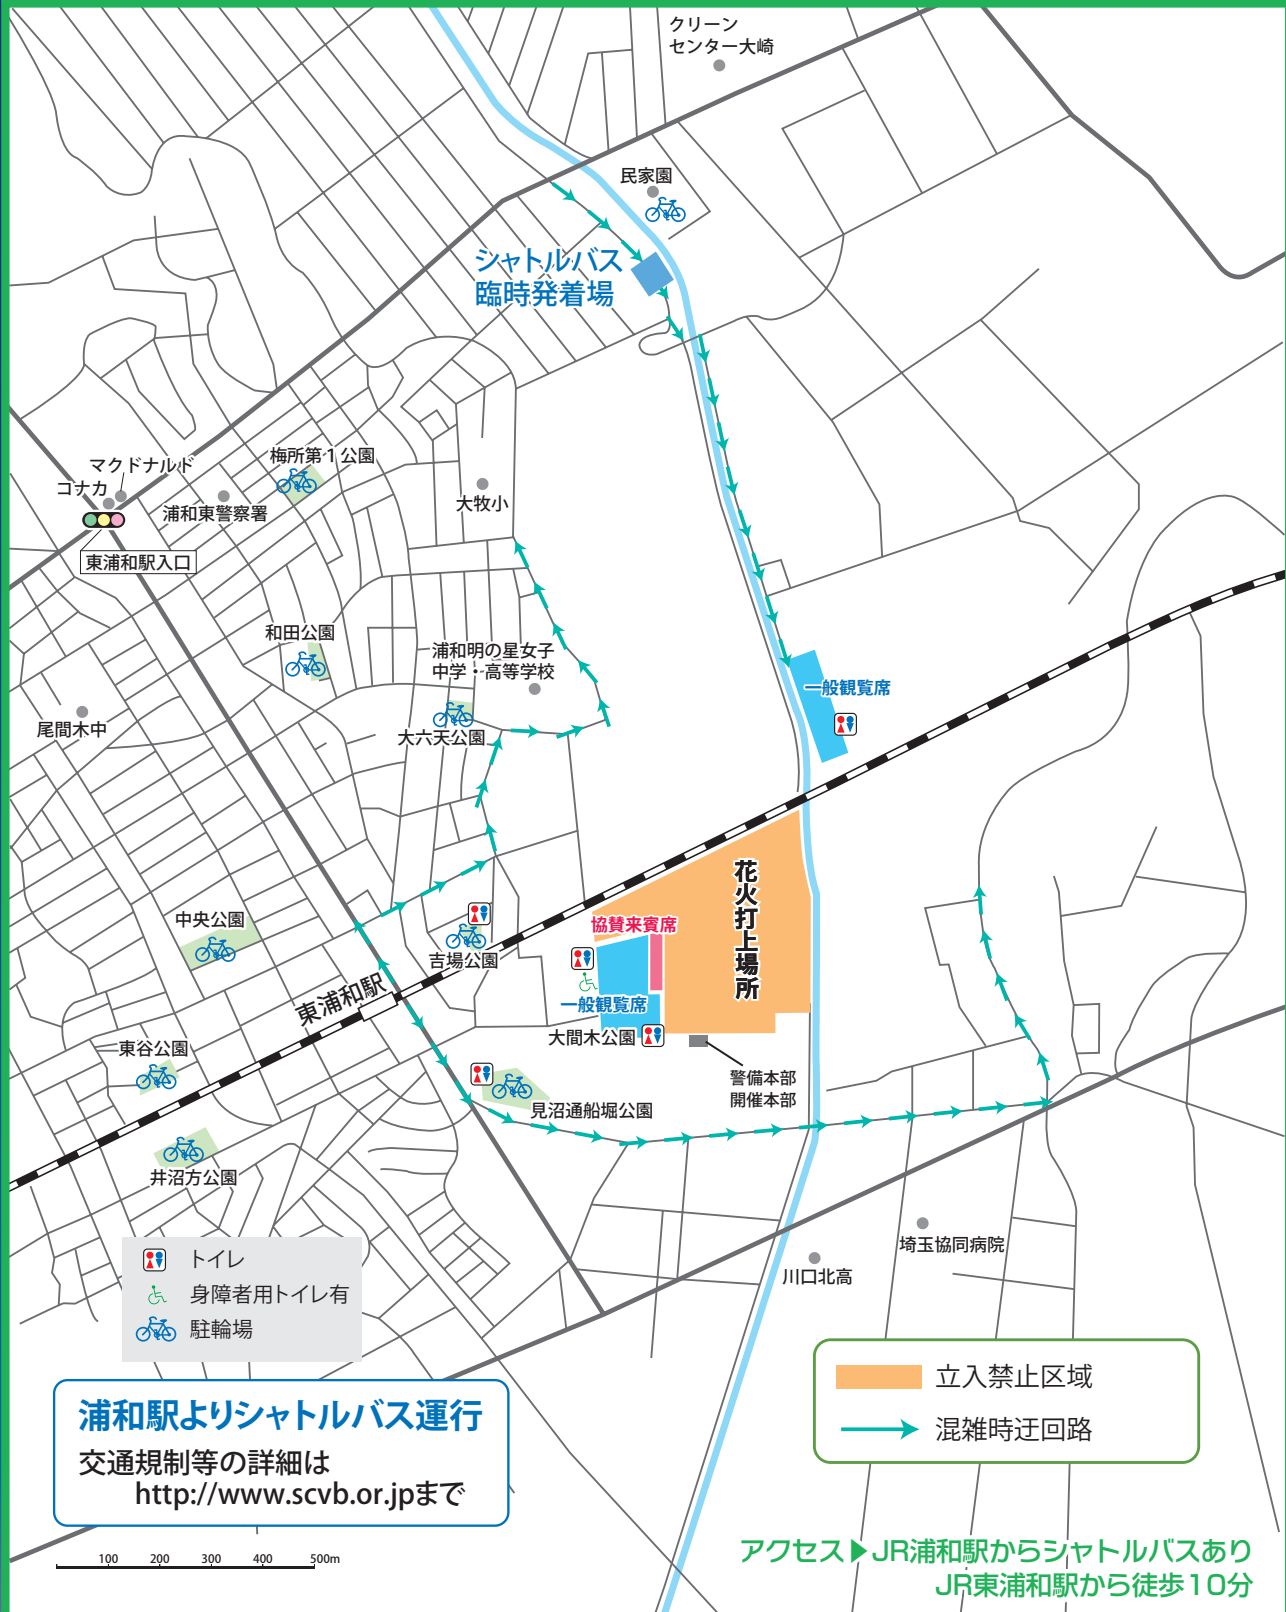 クリーン
センター大崎
民家園
シャトルバス
臨時発着場
マクドナルド
コナカ
梅所第1公園
浦和東警察署
大牧小
東浦和駅入口
和田公園
浦和明の星女子
中学・高等学校
一般観覧席
尾間木中
大六天公園
花火打上場所
協賛来賓席
中央公園
吉場公園
東浦和駅
一般観覧席
大間木公園
東谷公園
警備本部
開催本部
見沼通船堀公園
井沼方公園
埼玉協同病院
川口北高
トイレ
身障者用トイレ有
駐輪場
立入禁止区域
混雑時迂回路
浦和駅よりシャトルバス運行
交通規制等の詳細は
http://www.scvb.or.jpまで
100 200 300 400 500m
アクセス▶JR浦和駅からシャトルバスあり
JR東浦和駅から徒歩10分